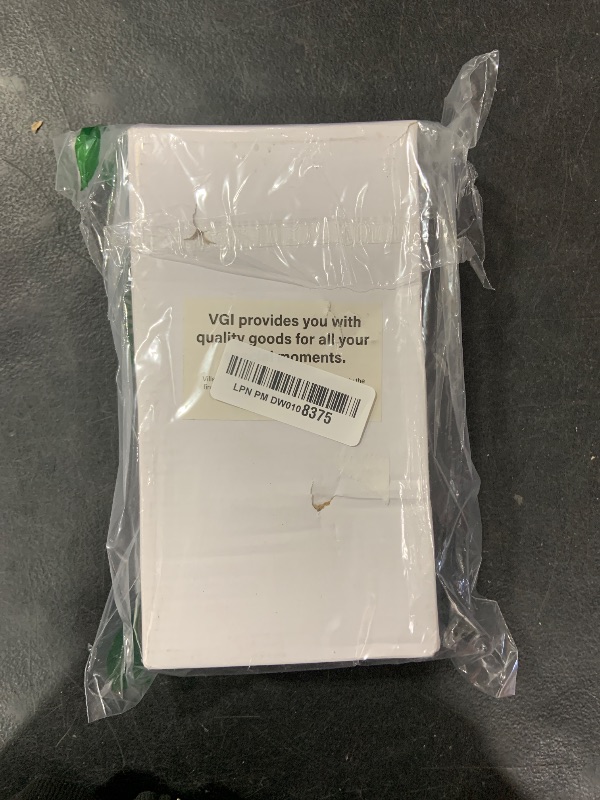 VGI provides you with
quality goods for all your
moments.
LPN PM DW0108375